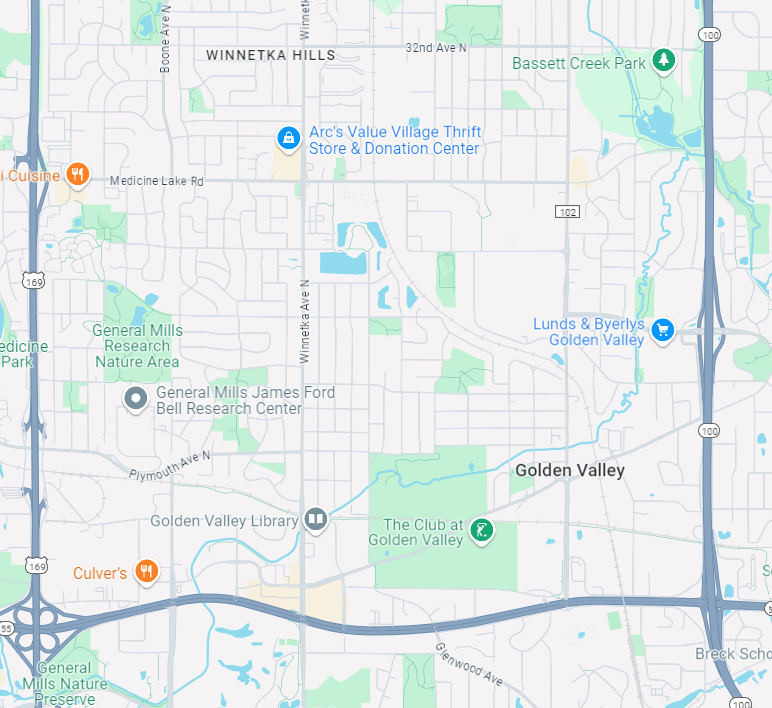 Boone Ave N
Winnetk
WINNETKA HILLS
32nd Ave N
100
Bassett Creek Park
Arc's Value Village Thrift
Store & Donation Center
i Cuisine
Medicine Lake Rd
102
169
Winnetka Ave N
General Mills
Research
Nature Area
Lunds & Byerlys
Golden Valley
edicine
Park
General Mills James Ford
Bell Research Center
100
Plymouth Ave N
Golden Valley
Golden Valley Library
The Club at
Golden Valley
169
Culver's
S
55
5
Glenwood Ave
Breck Scho
General
Mills Nature
Preserve
100